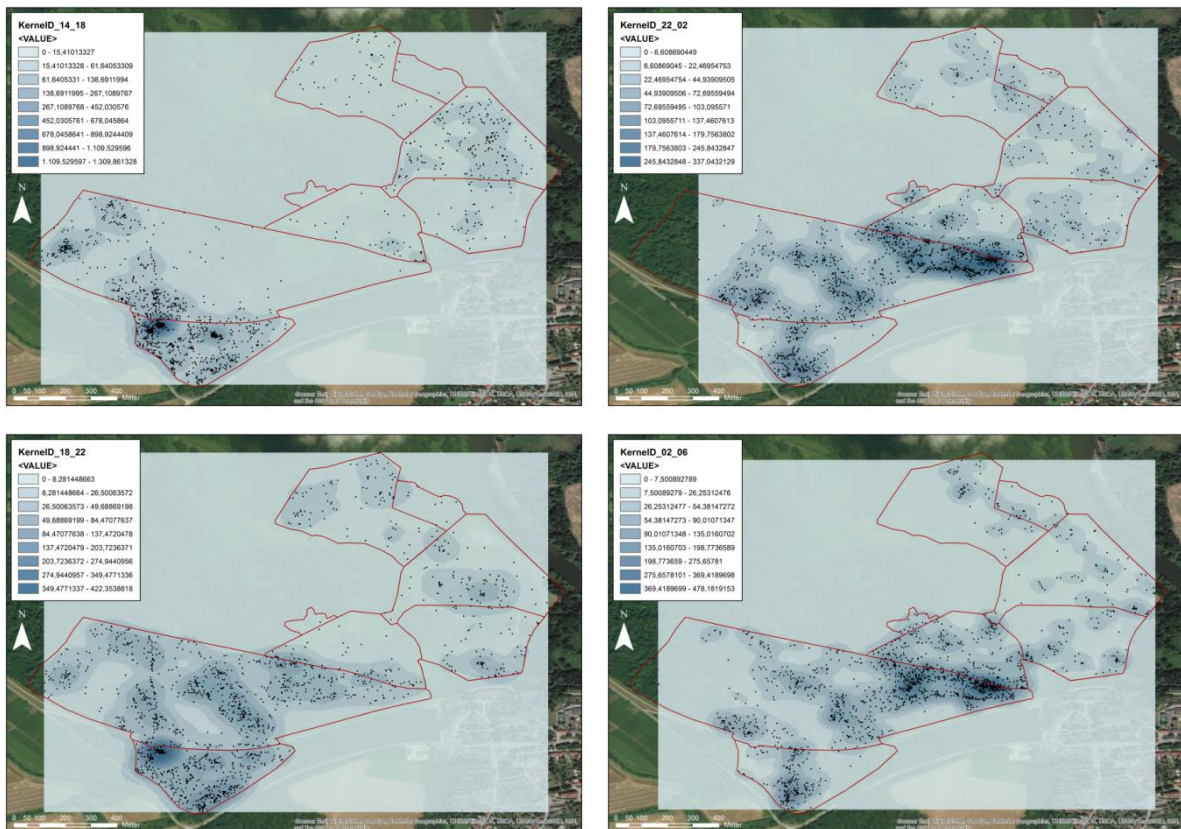 KernelD_14_18
<VALUE>
0 - 15,41013327
15,41013328 - 61,64053309
61,6405331 - 138,6911994
138,6911995 - 267,1089767
267,1089768 - 452,030576
452,0305761 - 678,045864
678,0458641 - 898,9244409
898,924441 - 1.109,529596
1.109,529597 - 1.309,861328
N
0 50 100 200 300 400
Meter
KernelD_22_02
<VALUE>
0 - 6,608690449
6,60869045 - 22,46954753
22,46954754 - 44,93909505
44,93909506 - 72,69559494
72,69559495 - 103,095571
103,0955711 - 137,4607613
137,4607614 - 179,7563802
179,7563803 - 245,8432847
245,8432848 - 337,0432129
N
0 50 100 200 300 400
Meter
KernelD_18_22
<VALUE>
0 - 8,281448663
8,281448664 - 26,50063572
26,50063573 - 49,68869198
49,68869199 - 84,47077637
84,47077638 - 137,4720478
137,4720479 - 203,7236371
203,7236372 - 274,9440956
274,9440957 - 349,4771336
349,4771337 - 422,3538818
N
0 50 100 200 300 400
Meter
KernelD_02_06
<VALUE>
0 - 7,500892789
7,50089279 - 26,25312476
26,25312477 - 54,38147272
54,38147273 - 90,01071347
90,01071348 - 135,0160702
135,0160703 - 198,7736589
198,773659 - 275,65781
275,6578101 - 369,4189698
369,4189699 - 478,1819153
N
0 50 100 200 300 400
Meter